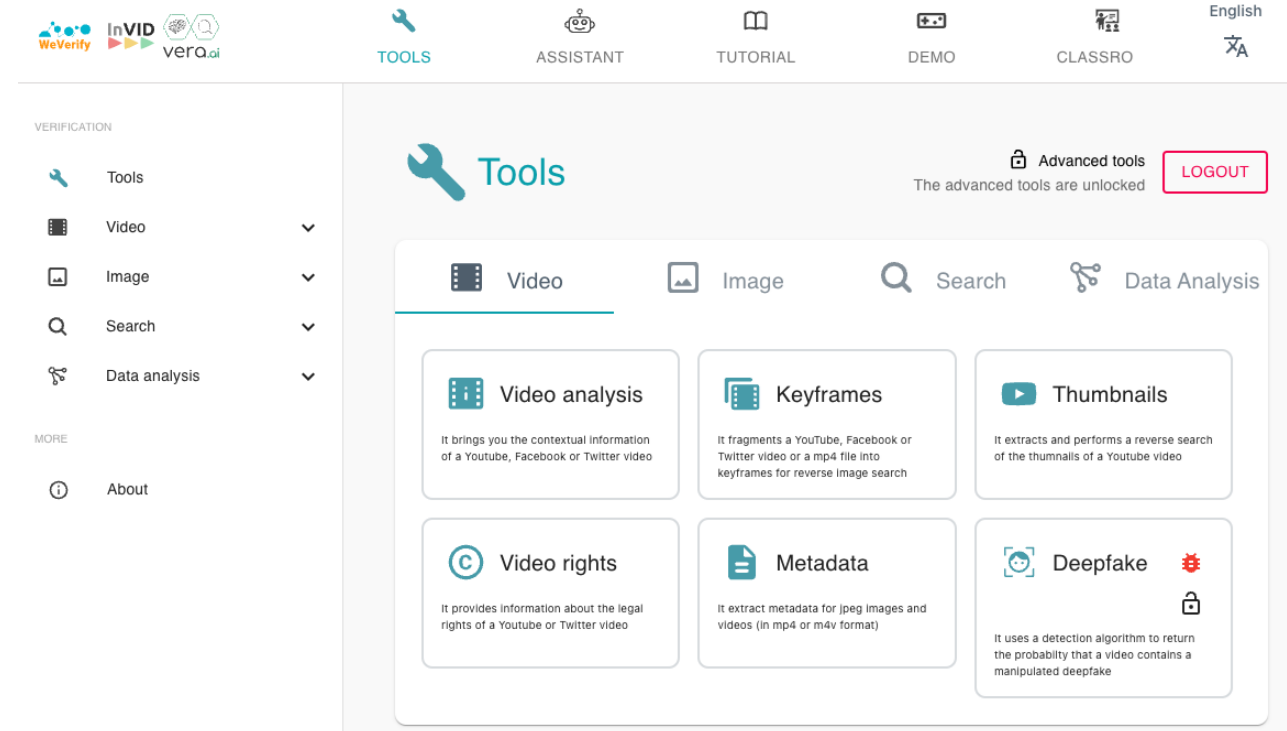 WeVerify
InVID
vera.ai
TOOLS
ASSISTANT
TUTORIAL
DEMO
CLASSRO
English
VERIFICATION
Tools
Video
Image
Search
Data analysis
MORE
About
Tools
Advanced tools
The advanced tools are unlocked
LOGOUT
Video
Image
Search
Data Analysis
Video analysis
It brings you the contextual information
of a Youtube, Facebook or Twitter video
Keyframes
It fragments a YouTube, Facebook or
Twitter video or a mp4 file into
keyframes for reverse image search
Thumbnails
It extracts and performs a reverse search
of the thumnails of a Youtube video
Video rights
It provides information about the legal
rights of a Youtube or Twitter video
Metadata
It extract metadata for jpeg images and
videos (in mp4 or m4v format)
Deepfake
It uses a detection algorithm to return
the probabilty that a video contains a
manipulated deepfake